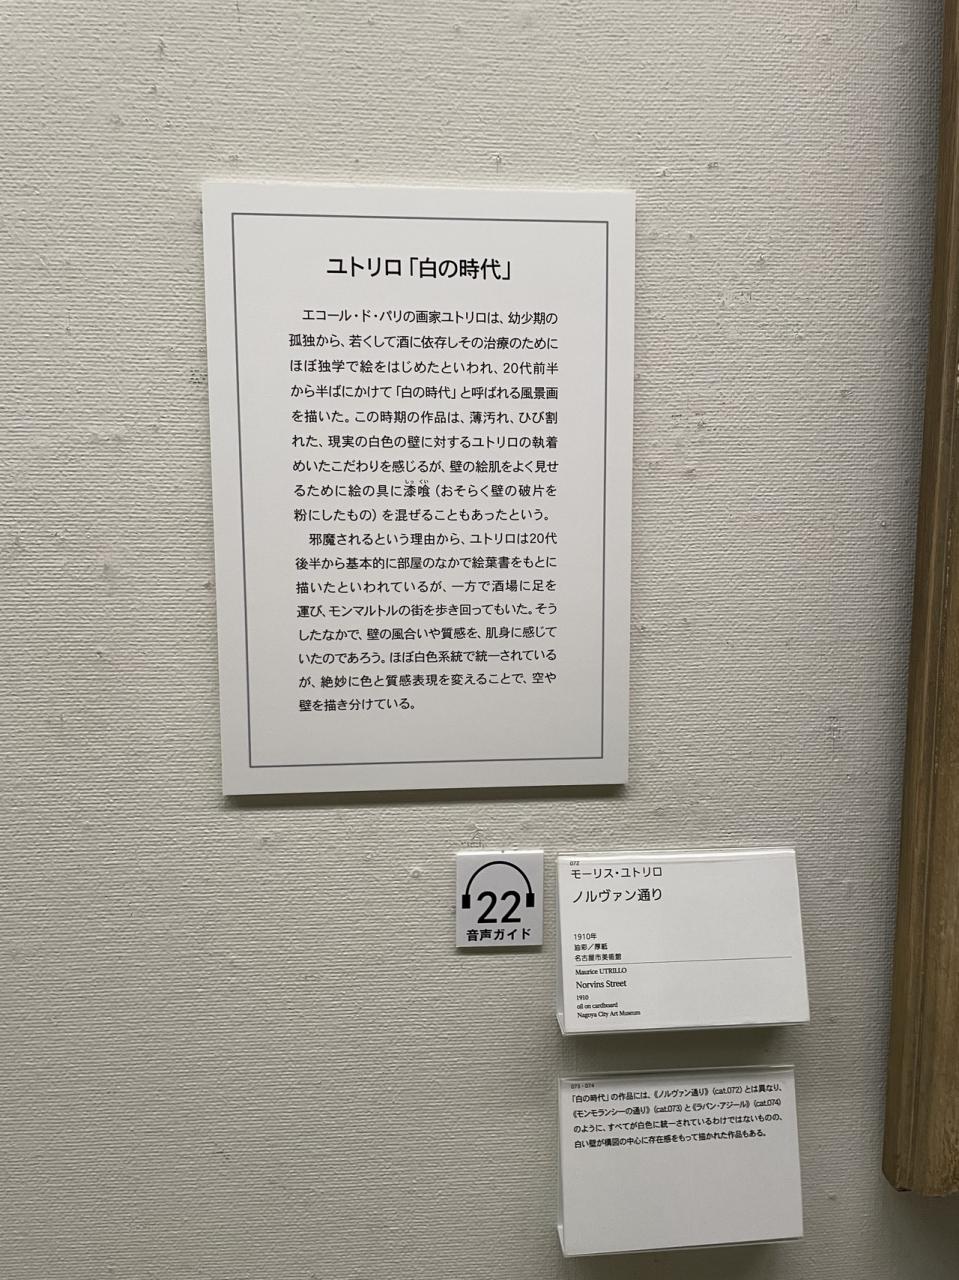 ユトリロ「白の時代」
エコール・ド・パリの画家ユトリロは、幼少期の
孤独から、若くして酒に依存しその治療のために
ほぼ独学で絵をはじめたといわれ、20代前半
から半ばにかけて「白の時代」と呼ばれる風景画
を描いた。この時期の作品は、薄汚れ、ひび割
れた、現実の白色の壁に対するユトリロの執着
めいたこだわりを感じるが、壁の絵肌をよく見せ
るために絵の具に漆喰（おそらく壁の破片を
しっ くい
粉にしたもの）を混ぜることもあったという。
邪魔されるという理由から、ユトリロは20代
後半から基本的に部屋のなかで絵葉書をもとに
描いたといわれているが、一方で酒場に足を
運び、モンマルトルの街を歩き回ってもいた。そう
したなかで、壁の風合いや質感を、肌身に感じて
いたのであろう。ほぼ白色系統で統一されている
が、絶妙に色と質感表現を変えることで、空や
壁を描き分けている。
22
音声ガイド
072
モーリス・ユトリロ
ノルヴァン通り
1910年
油彩／厚紙
名古屋市美術館
Maurice UTRILLO
Norvins Street
1910
oil on cardboard
Nagoya City Art Museum
073・074
「白の時代」の作品には、《ノルヴァン通り》（cat.072）とは異なり、
《モンモランシーの通り》（cat.073）と《ラパン・アジール》（cat.074）
のように、すべてが白色に統一されているわけではないものの、
白い壁が構図の中心に存在感をもって描かれた作品もある。